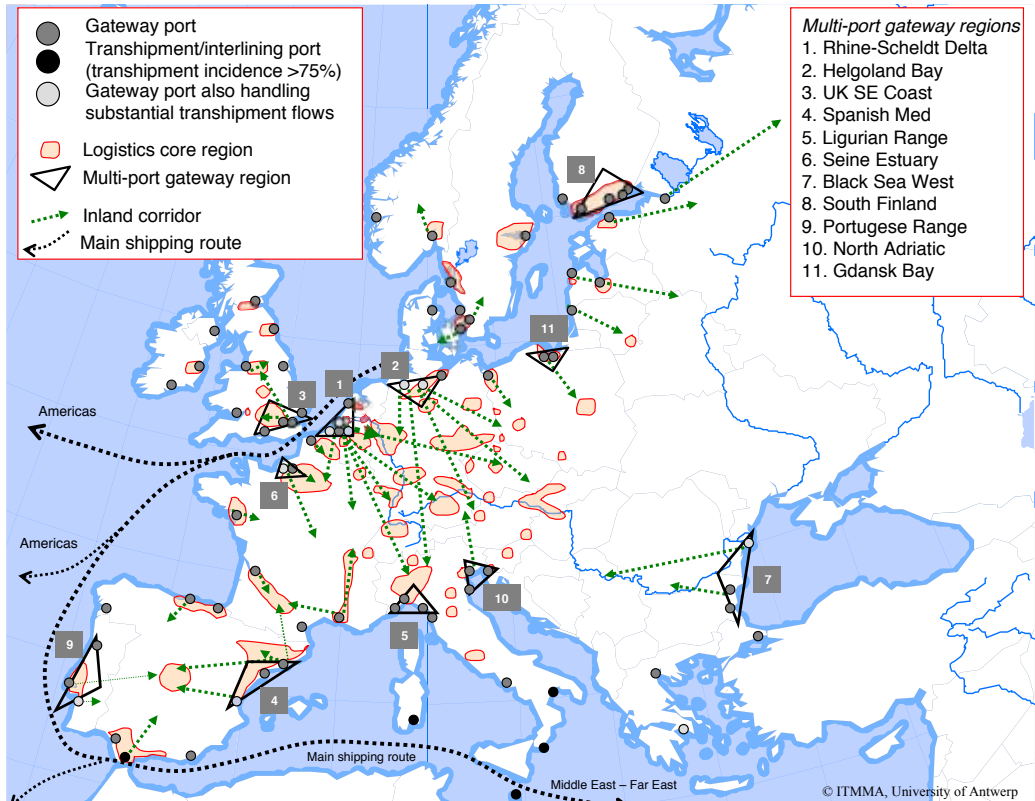 Gateway port
Transhipment/interlining port
(transhipment incidence >75%)
Gateway port also handling
substantial transhipment flows
Logistics core region
Multi-port gateway region
Inland corridor
Main shipping route
Multi-port gateway regions
1. Rhine-Scheldt Delta
2. Helgoland Bay
3. UK SE Coast
4. Spanish Med
5. Ligurian Range
6. Seine Estuary
7. Black Sea West
8. South Finland
9. Portugese Range
10. North Adriatic
11. Gdansk Bay
8
11
2
1
3
Americas
6
Americas
7
10
5
9
4
Main shipping route
Middle East – Far East
© ITMMA, University of Antwerp